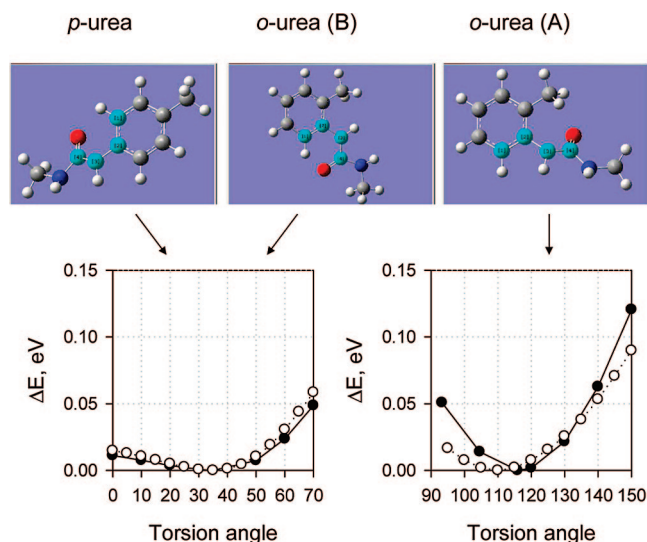 p-urea
o-urea (B)
o-urea (A)
0.15
0.10
0.05
0.00
ΔE, eV
0 10 20 30 40 50 60 70
Torsion angle
0.15
0.10
0.05
0.00
ΔE, eV
90 100 110 120 130 140 150
Torsion angle